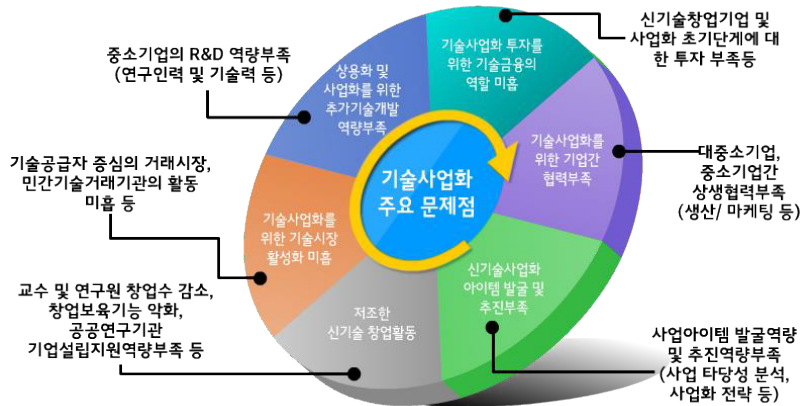 신기술창업기업 및
사업화 초기단게에 대
한 투자 부족등
기술사업화 투자를
위한 기술금융의
역할 미흡
중소기업의 R&D 역량부족
(연구인력 및 기술력 등)
상용화 및
사업화를 위한
추가기술개발
역량부족
기술사업화를
위한 기업간
협력부족
대중소기업,
중소기업간
상생협력부족
(생산/ 마케팅 등)
기술사업화
주요 문제점
기술공급자 중심의 거래시장,
민간기술거래기관의 활동
미흡 등
기술사업화를
위한 기술시장
활성화 미흡
신기술사업화
아이템 발굴 및
추진부족
교수 및 연구원 창업수 감소,
창업보육기능 악화,
공공연구기관
기업설립지원역량부족 등
저조한
신기술 창업활동
사업아이템 발굴역량
및 추진역량부족
(사업 타당성 분석,
사업화 전략 등)